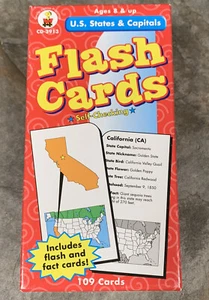 Ages 8 & up
CD-3913
U.S. States & Capitals
Flash
Cards
★ Self-Checking ★
California (CA)
State Capital: Sacramento
State Nickname: Golden State
State Bird: California Valley Quail
State Flower: Golden Poppy
State Tree: California Redwood
September 9, 1850
Includes
flash and
fact cards!
109 Cards